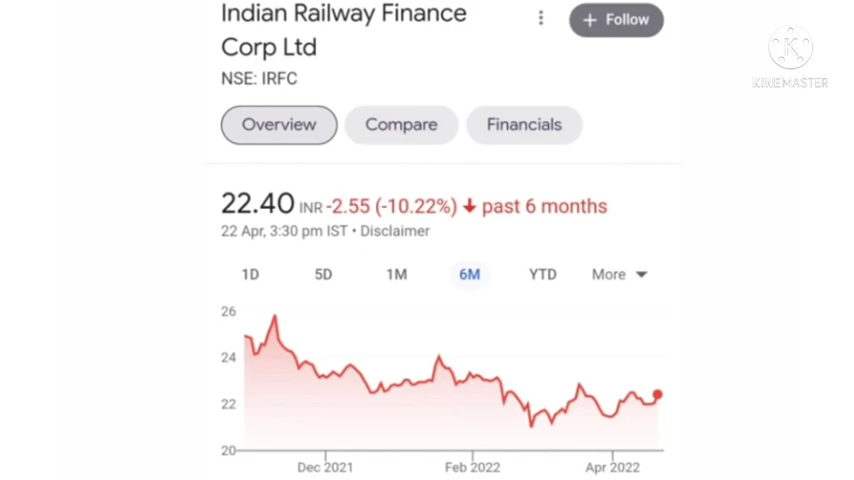 Indian Railway Finance
Corp Ltd
+ Follow
NSE: IRFC
KINEMASTER
Overview
Compare
Financials
22.40 INR -2.55 (-10.22%) ↓ past 6 months
22 Apr, 3:30 pm IST • Disclaimer
1D 5D 1M 6M YTD More
26
24
22
20
Dec 2021 Feb 2022 Apr 2022